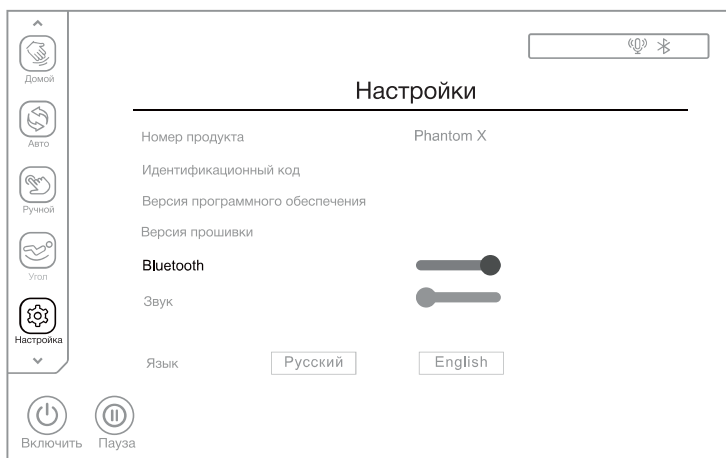 Домой
Авто
Ручной
Угол
Настройка
Настройки
Номер продукта Phantom X
Идентификационный код
Версия программного обеспечения
Версия прошивки
Bluetooth
Звук
Язык Русский English
Включить Пауза